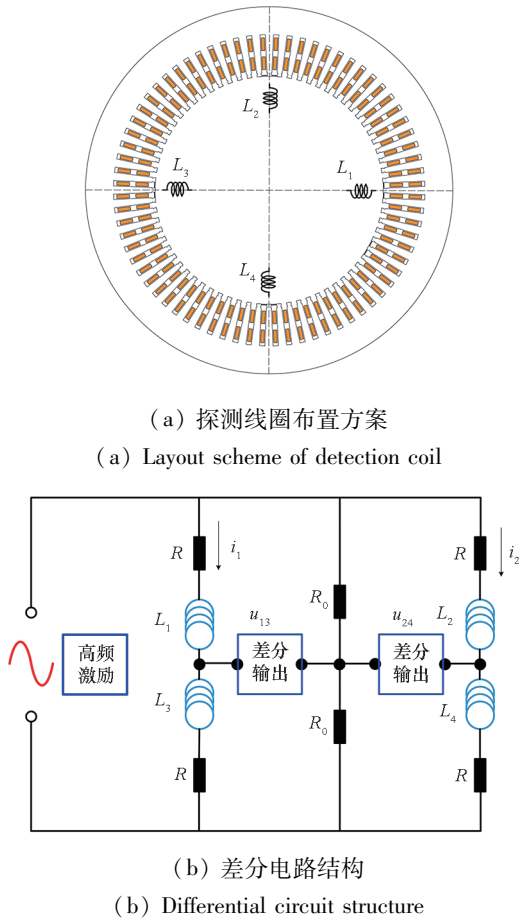 L₂
L₃
L₁
L₄
（a）探测线圈布置方案
（a）Layout scheme of detection coil
R
i₁
R
i₂
R₀
L₁
u₁₃
u₂₄
L₂
高频
激励
差分
输出
差分
输出
L₃
R₀
L₄
R
R
（b）差分电路结构
（b）Differential circuit structure